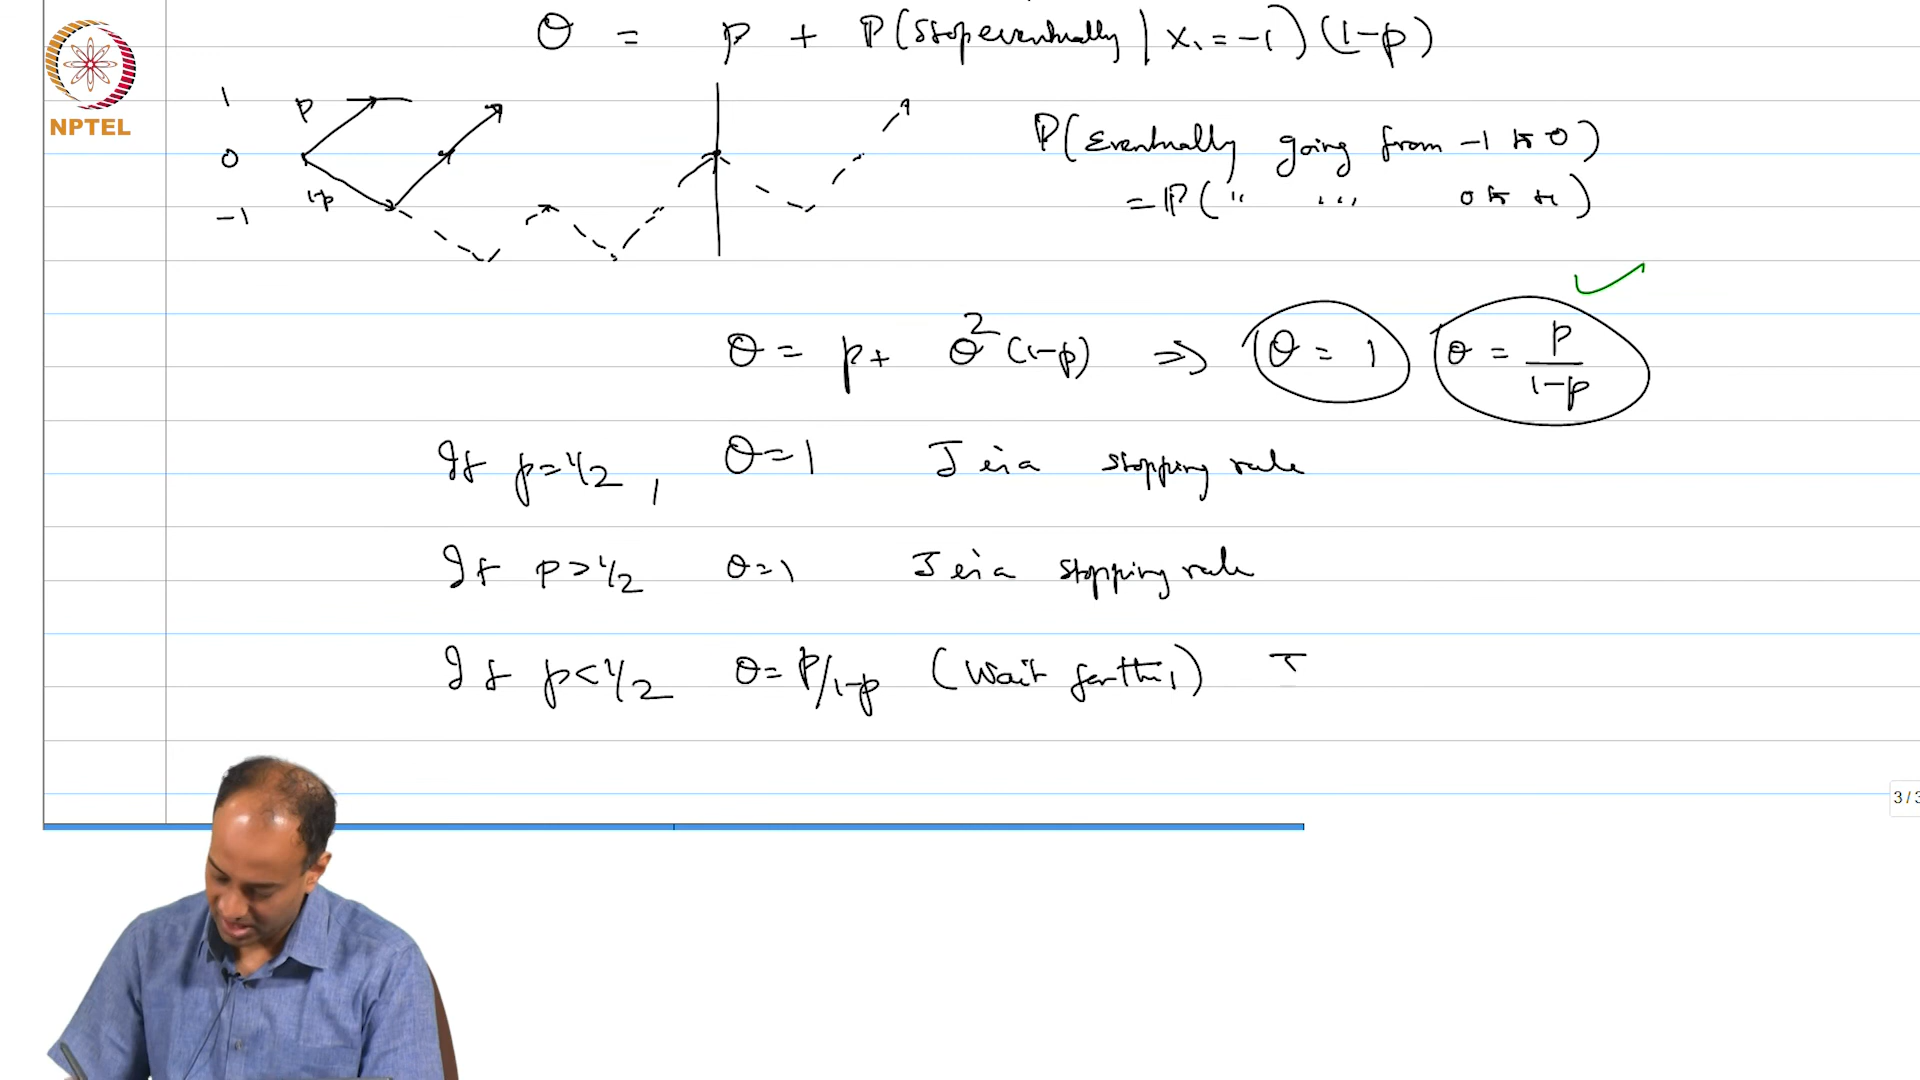 θ = p + P(Stop eventually | X₁ = -1) (1-p)
1
p
0
1-p
-1
NPTEL
P(Eventually going from -1 to 0)
= P( " ... 0 to +1 )
θ = p + θ² (1-p) ⇒ θ = 1 θ = p/1-p
If p = 1/2, θ = 1 J is a stopping rule
If p > 1/2 θ = 1 J is a stopping rule
If p < 1/2 θ = p/1-p (Wait for this)
3 / 3